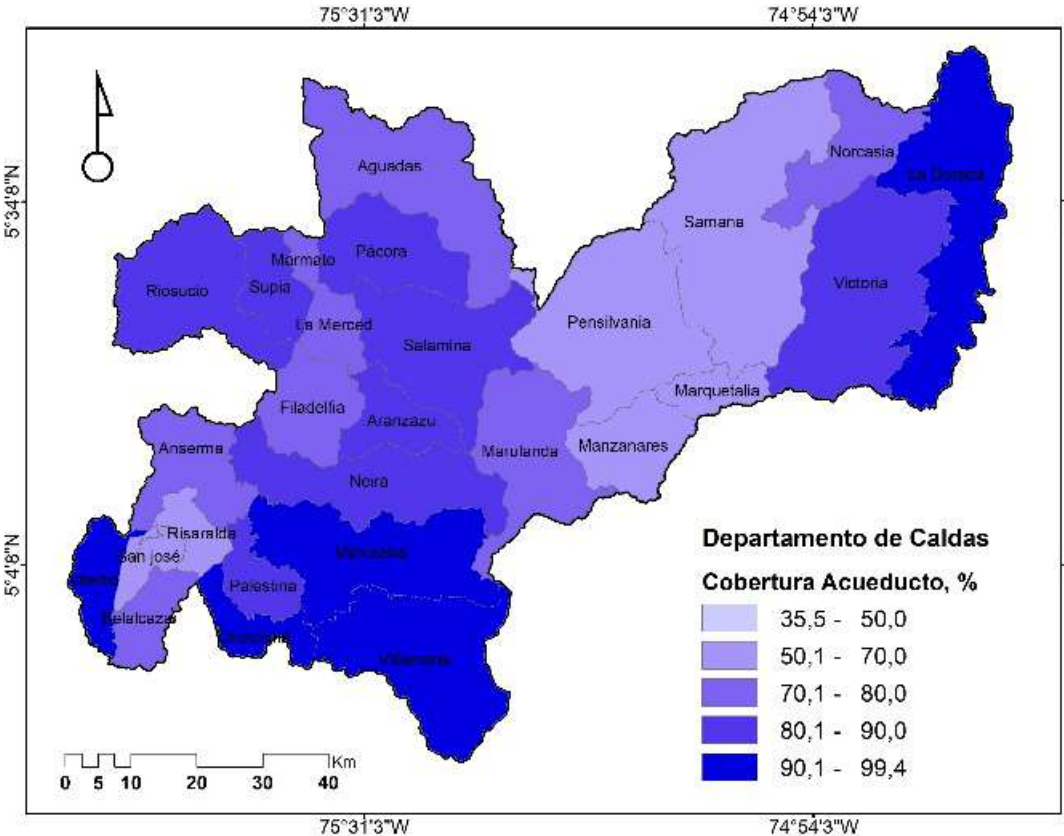 75°31'3"W 74°54'3"W
5°34'8"N
5°4'8"N
Aguadas
Norcasia
La Dorada
Samana
Marmato
Pácora
Riosucio
Supia
Victoria
La Merced
Pensilvania
Salamina
Marquetalia
Filadelfia
Aranzazu
Anserma
Marulanda
Manzanares
Neira
Risaralda
San josé
Manizales
Palestina
Belalcazar
Villamaria
Departamento de Caldas
Cobertura Acueducto, %
35,5 - 50,0
50,1 - 70,0
70,1 - 80,0
80,1 - 90,0
90,1 - 99,4
Km
0 5 10 20 30 40
75°31'3"W 74°54'3"W